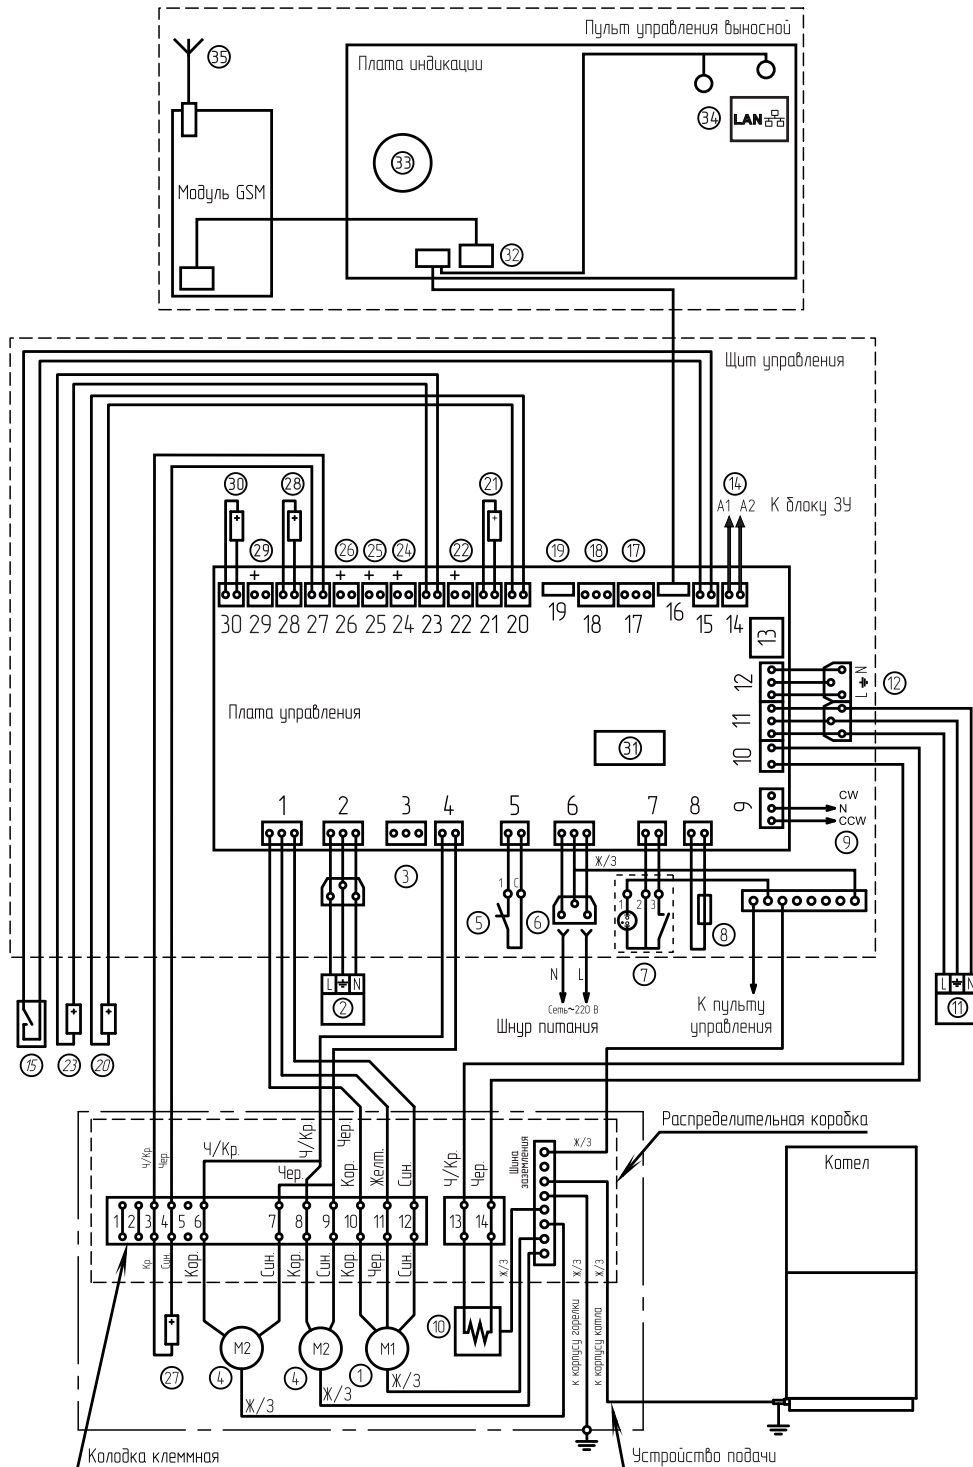 Пульт управления выносной
35
Плата индикации
34
LAN
33
Модуль GSM
32
Щит управления
30
28
21
14
A1 A2 К блоку ЗУ
29
26
25
24
22
19
18
17
+ + + + +
30 29 28 27 26 25 24 23 22 21 20 19 18 17 16 15 14
13
12
L N
12
Плата управления
11
31
10
1 2 3 4 5 6 7 8
9
CW
N
CCW
9
Ж/З
3
1 С
5
6
1 2 3
8
7
N L
L N
2
Сеть~220 В
Шнур питания
К пульту
управления
L N
11
15
23
20
Распределительная коробка
Котел
Ч/Кр.
Чер.
Ч/Кр.
Чер.
Ч/Кр.
Чер.
Кор.
Желт.
Син.
Ч/Кр.
Чер.
Шина
заземления
Ж/З
1 2 3 4 5 6 7 8 9 10 11 12 13 14
Кр.
Син.
Кор.
Син.
Кор.
Син.
Кор.
Чер.
Син.
Ж/З
Ж/З
Ж/З
10
М2
М2
М1
27
4
4
1
Ж/З
Ж/З
Ж/З
к корпусу горелки
к корпусу котла
Колодка клеммная
Устройство подачи